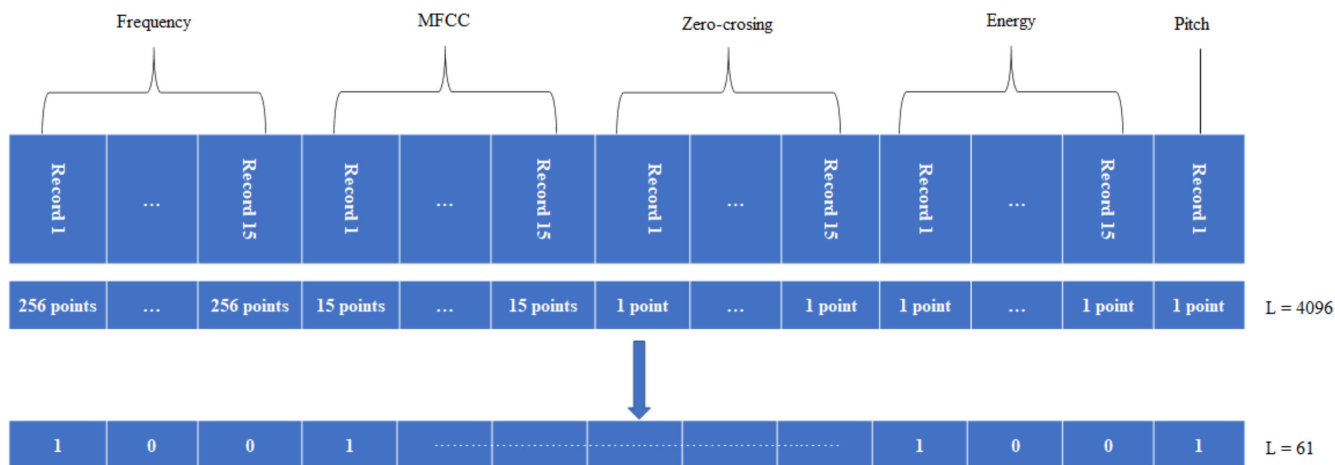 Frequency MFCC Zero-crosing Energy Pitch
Record 1 ... Record 15 Record 1 ... Record 15 Record 1 ... Record 15 Record 1 ... Record 15 Record 1
256 points ... 256 points 15 points ... 15 points 1 point ... 1 point 1 point ... 1 point 1 point L = 4096
1 0 0 1 1 0 0 1 L = 61